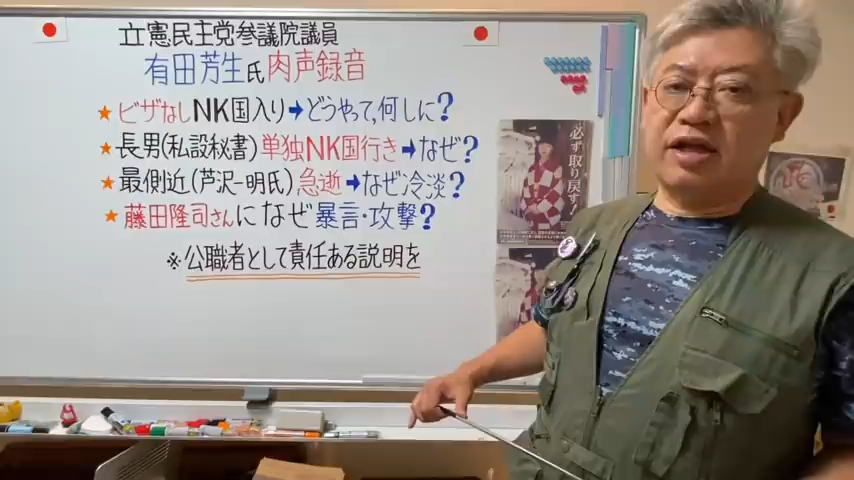 立憲民主党参議院議員
有田芳生氏肉声録音
★ビザなしNK国入り➡どうやって,何しに?
★長男(私設秘書)単独NK国行き➡なぜ?
★最側近(芦沢一明氏)急逝➡なぜ冷淡?
★藤田隆司さんになぜ暴言・攻撃?
※公職者として責任ある説明を
必ず取り戻す!